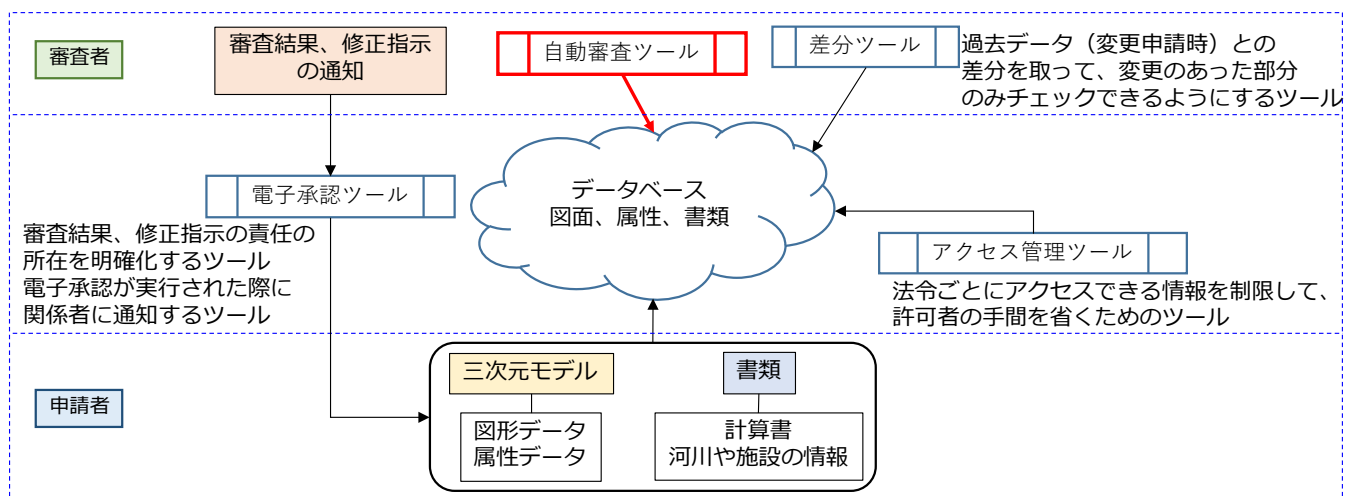 審査者
審査結果、修正指示
の通知
自動審査ツール
差分ツール
過去データ（変更申請時）との
差分を取って、変更のあった部分
のみチェックできるようにするツール
電子承認ツール
審査結果、修正指示の責任の
所在を明確化するツール
電子承認が実行された際に
関係者に通知するツール
データベース
図面、属性、書類
アクセス管理ツール
法令ごとにアクセスできる情報を制限して、
許可者の手間を省くためのツール
申請者
三次元モデル
図形データ
属性データ
書類
計算書
河川や施設の情報